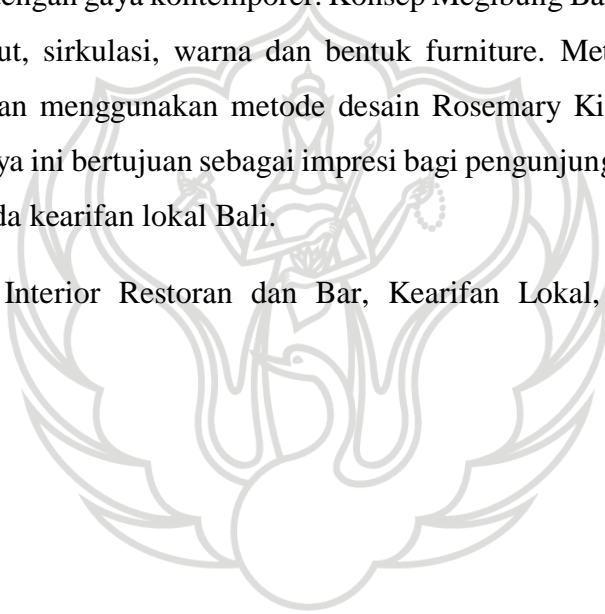 dengan gaya kontemporer. Konsep Megibung Ba
ut, sirkulasi, warna dan bentuk furniture. Met
an menggunakan metode desain Rosemary Ki
ya ini bertujuan sebagai impresi bagi pengunjung
da kearifan lokal Bali.
Interior Restoran dan Bar, Kearifan Lokal,